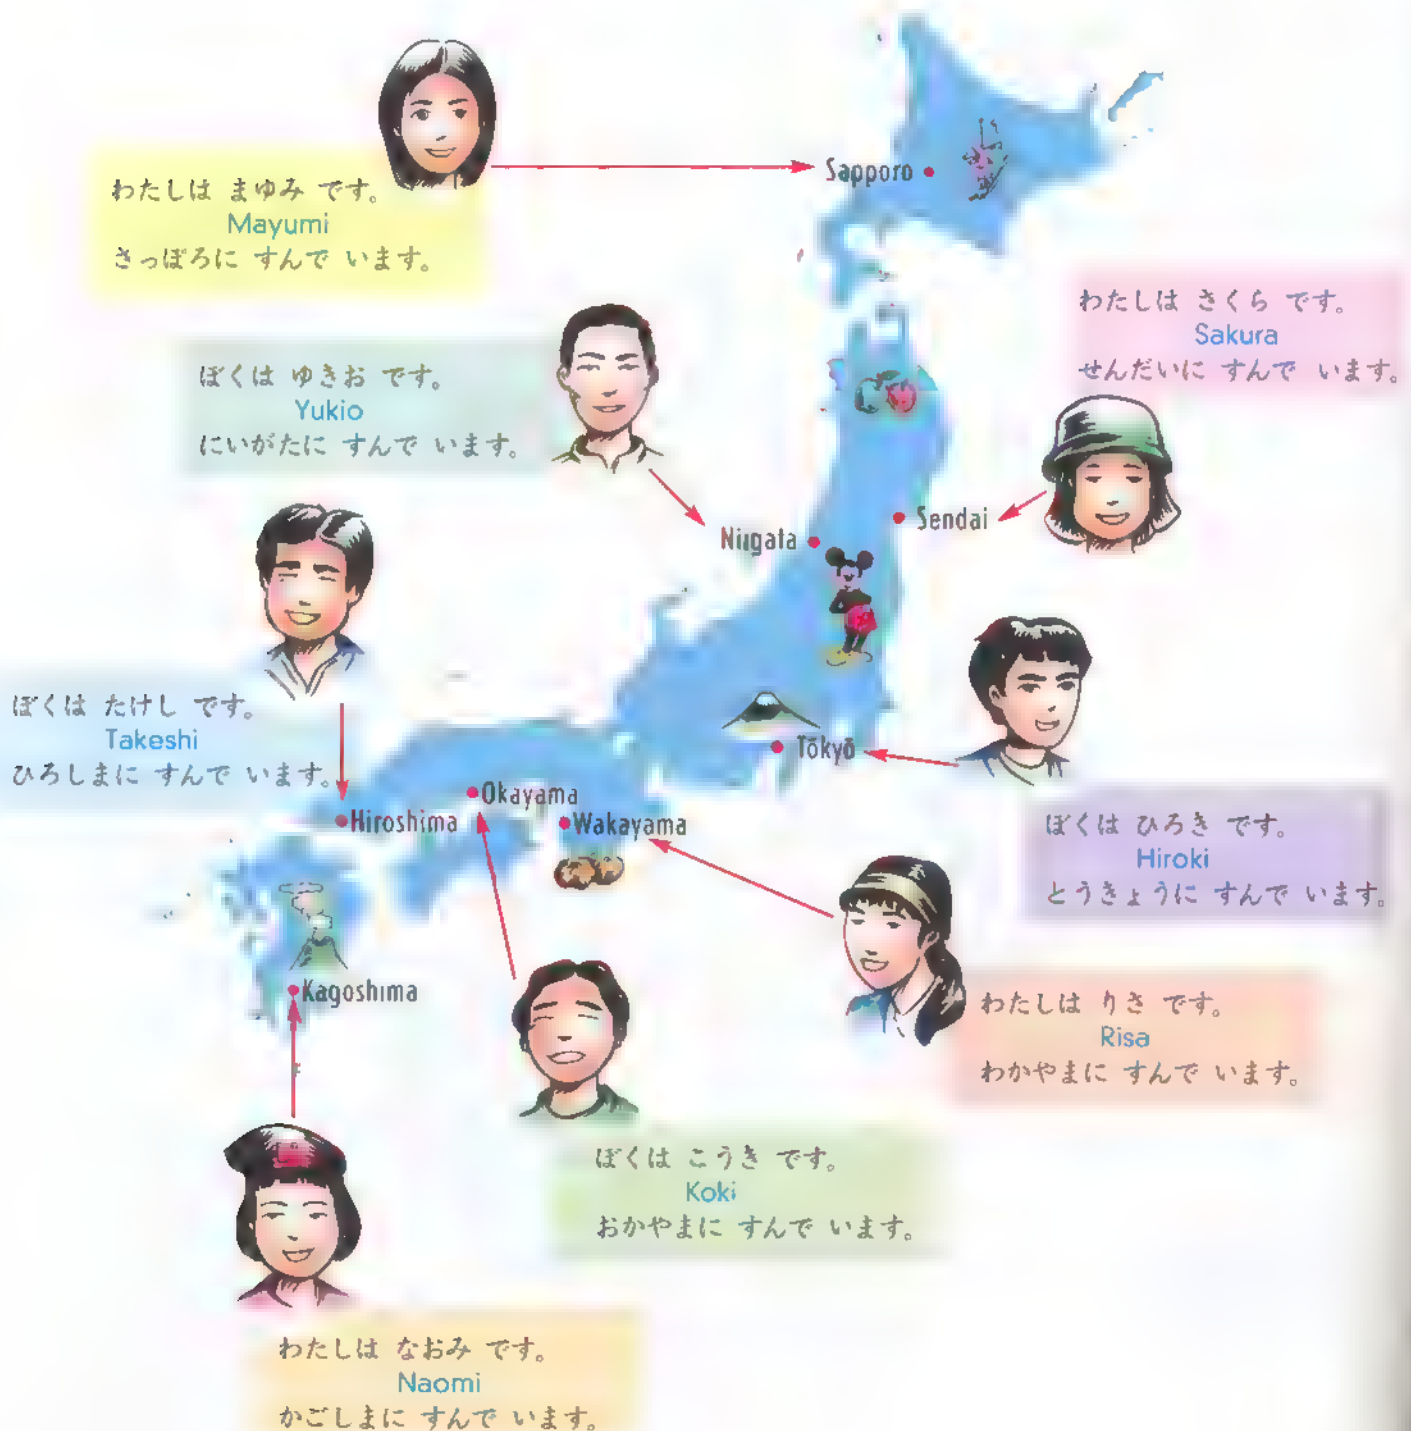 わたしは まゆみ です。
Mayumi
さっぽろに すんで います。
Sapporo
わたしは さくら です。
Sakura
せんだいに すんで います。
ぼくは ゆきお です。
Yukio
にいがたに すんで います。
Sendai
Niigata
ぼくは たけし です。
Takeshi
ひろしまに すんで います。
Tōkyō
Okayama
Hiroshima
Wakayama
ぼくは ひろき です。
Hiroki
とうきょうに すんで います。
Kagoshima
わたしは りさ です。
Risa
わかやまに すんで います。
ぼくは こうき です。
Koki
おかやまに すんで います。
わたしは なおみ です。
Naomi
かごしまに すんで います。